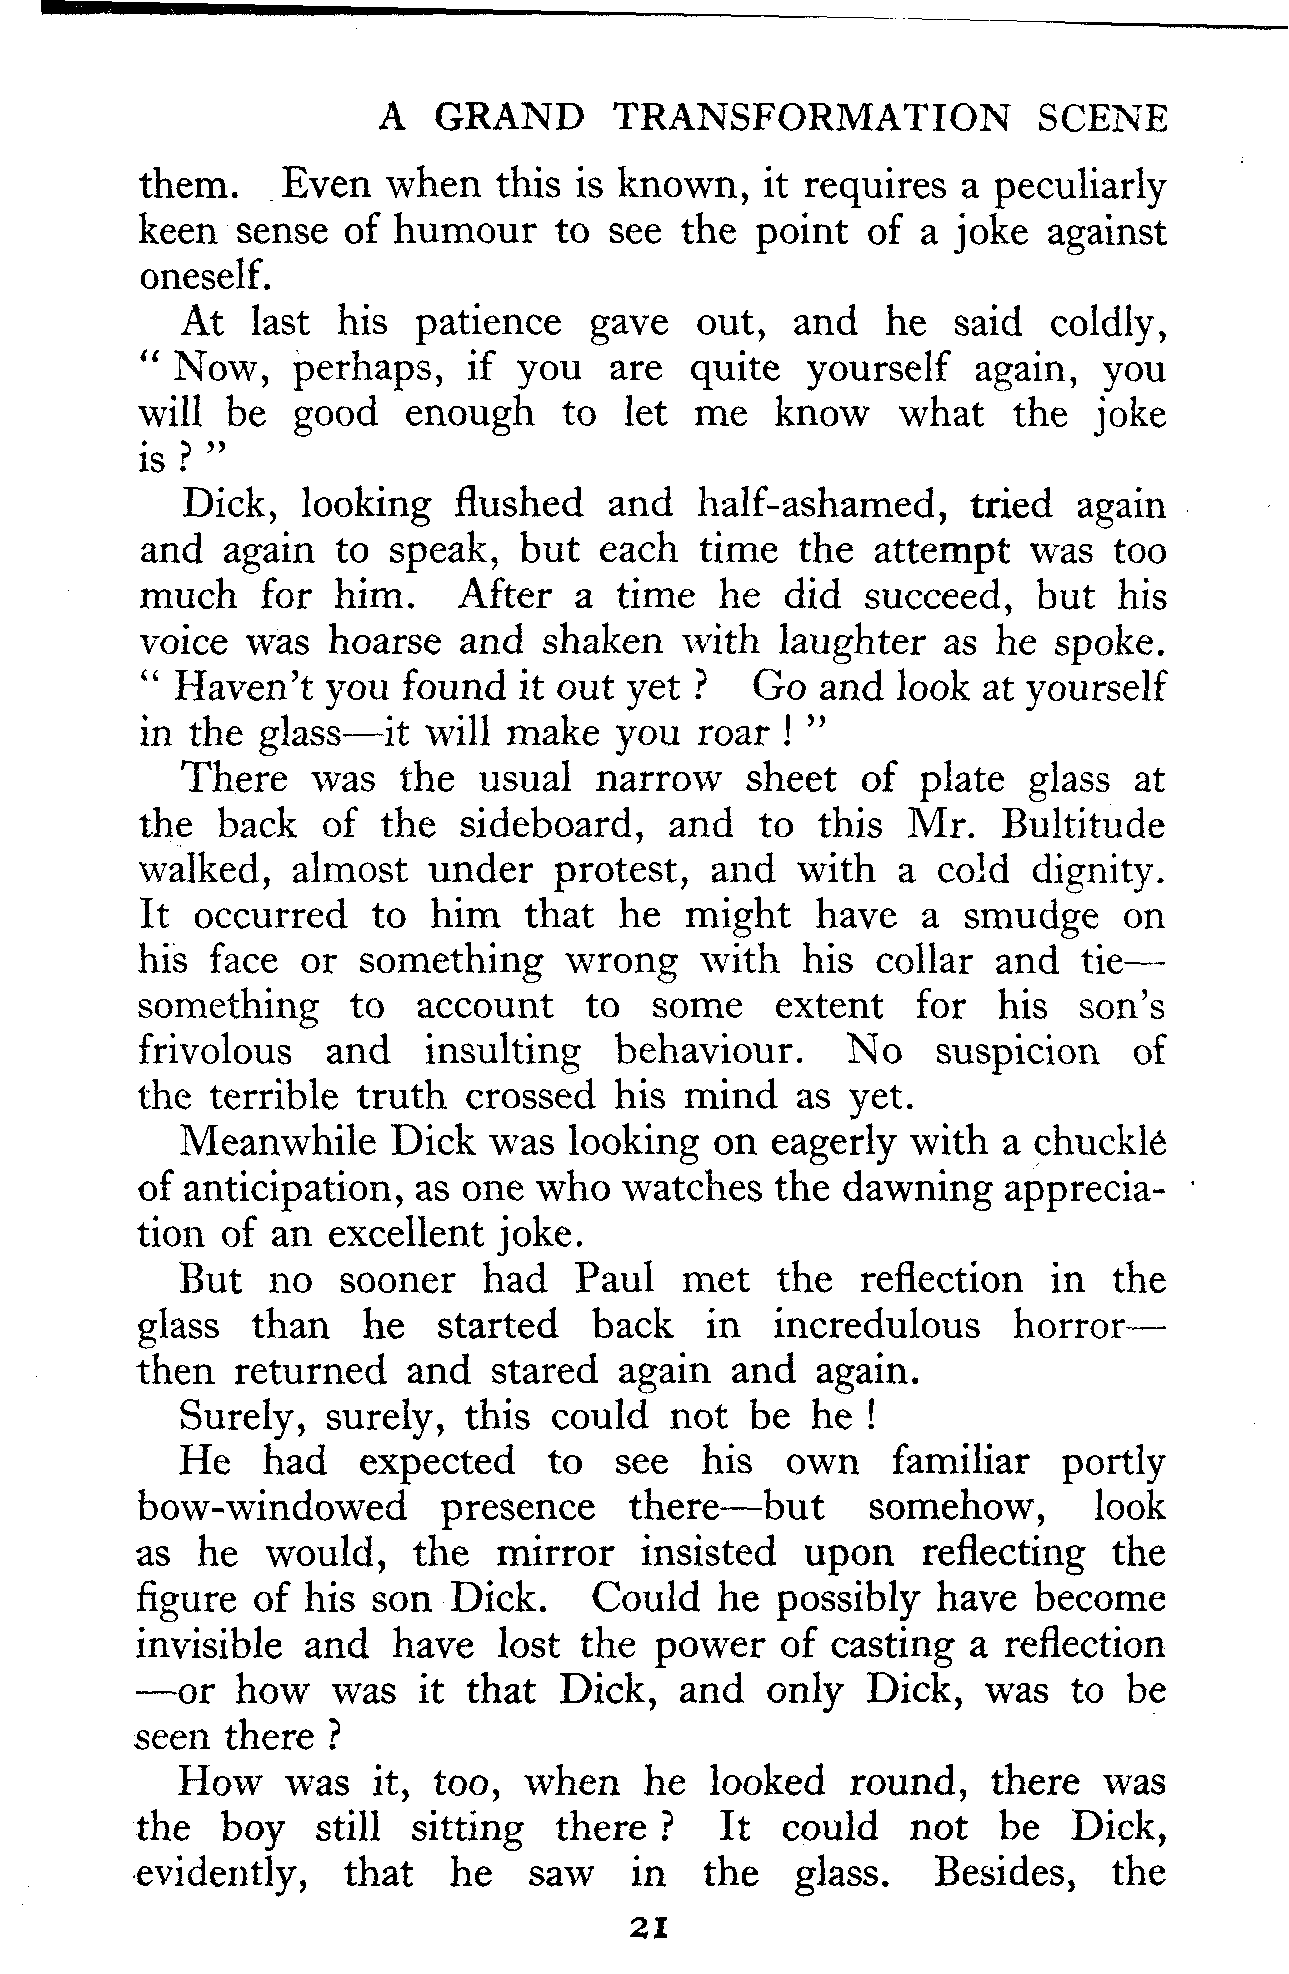 A GRAND TRANSFORMATION SCENE
them. Even when this is known, it requires a peculiarly
keen sense of humour to see the point of a joke against
oneself.
At last his patience gave out, and he said coldly,
“ Now, perhaps, if you are quite yourself again, you
will be good enough to let me know what the joke
is ? ”
Dick, looking flushed and half-ashamed, tried again
and again to speak, but each time the attempt was too
much for him. After a time he did succeed, but his
voice was hoarse and shaken with laughter as he spoke.
“ Haven't you found it out yet ? Go and look at yourself
in the glass—it will make you roar ! ”
There was the usual narrow sheet of plate glass at
the back of the sideboard, and to this Mr. Bultitude
walked, almost under protest, and with a cold dignity.
It occurred to him that he might have a smudge on
his face or something wrong with his collar and tie—
something to account to some extent for his son's
frivolous and insulting behaviour. No suspicion of
the terrible truth crossed his mind as yet.
Meanwhile Dick was looking on eagerly with a chuckle
of anticipation, as one who watches the dawning apprecia-
tion of an excellent joke.
But no sooner had Paul met the reflection in the
glass than he started back in incredulous horror—
then returned and stared again and again.
Surely, surely, this could not be he !
He had expected to see his own familiar portly
bow-windowed presence there—but somehow, look
as he would, the mirror insisted upon reflecting the
figure of his son Dick. Could he possibly have become
invisible and have lost the power of casting a reflection
—or how was it that Dick, and only Dick, was to be
seen there ?
How was it, too, when he looked round, there was
the boy still sitting there ? It could not be Dick,
evidently, that he saw in the glass. Besides, the
21